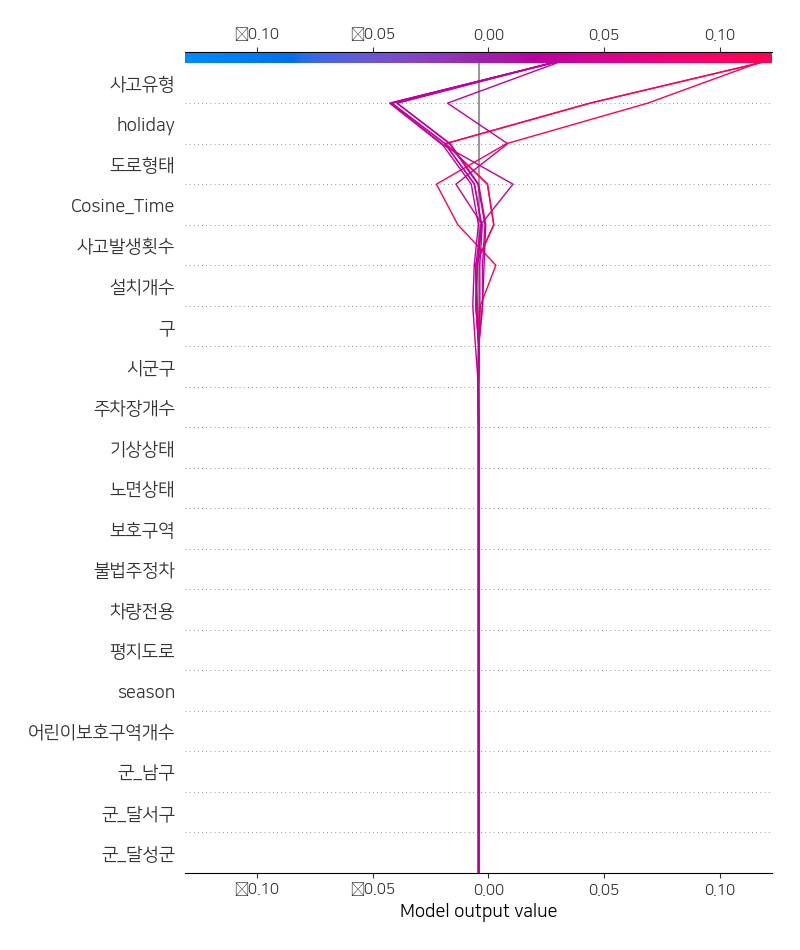 ☒0.10 ☒0.05 0.00 0.05 0.10
사고유형
holiday
도로형태
Cosine_Time
사고발생횟수
설치개수
구
시군구
주차장개수
기상상태
노면상태
보호구역
불법주정차
차량전용
평지도로
season
어린이보호구역개수
군_남구
군_달서구
군_달성군
☒0.10 ☒0.05 0.00 0.05 0.10
Model output value